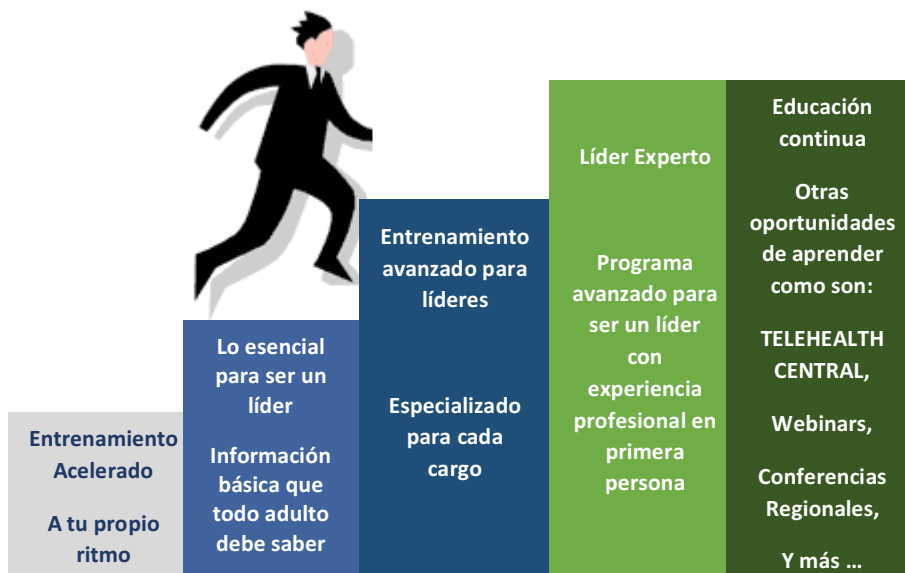 Entrenamiento
Acelerado
A tu propio
ritmo
Lo esencial
para ser un
líder
Información
básica que
todo adulto
debe saber
Entrenamiento
avanzado para
líderes
Especializado
para cada
cargo
Líder Experto
Programa
avanzado para
ser un líder
con
experiencia
profesional en
primera
persona
Educación
continua
Otras
oportunidades
de aprender
como son:
TELEHEALTH
CENTRAL,
Webinars,
Conferencias
Regionales,
Y más ...